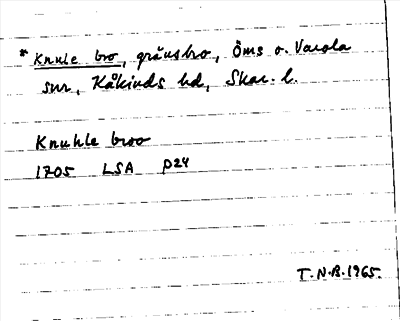 * Knule bro, gränsbro, Öms o. Varola
snr, Kåkinds hd, Skar. l.
Knuhle broo
1705 LSA P24
T.N.B. 1965.